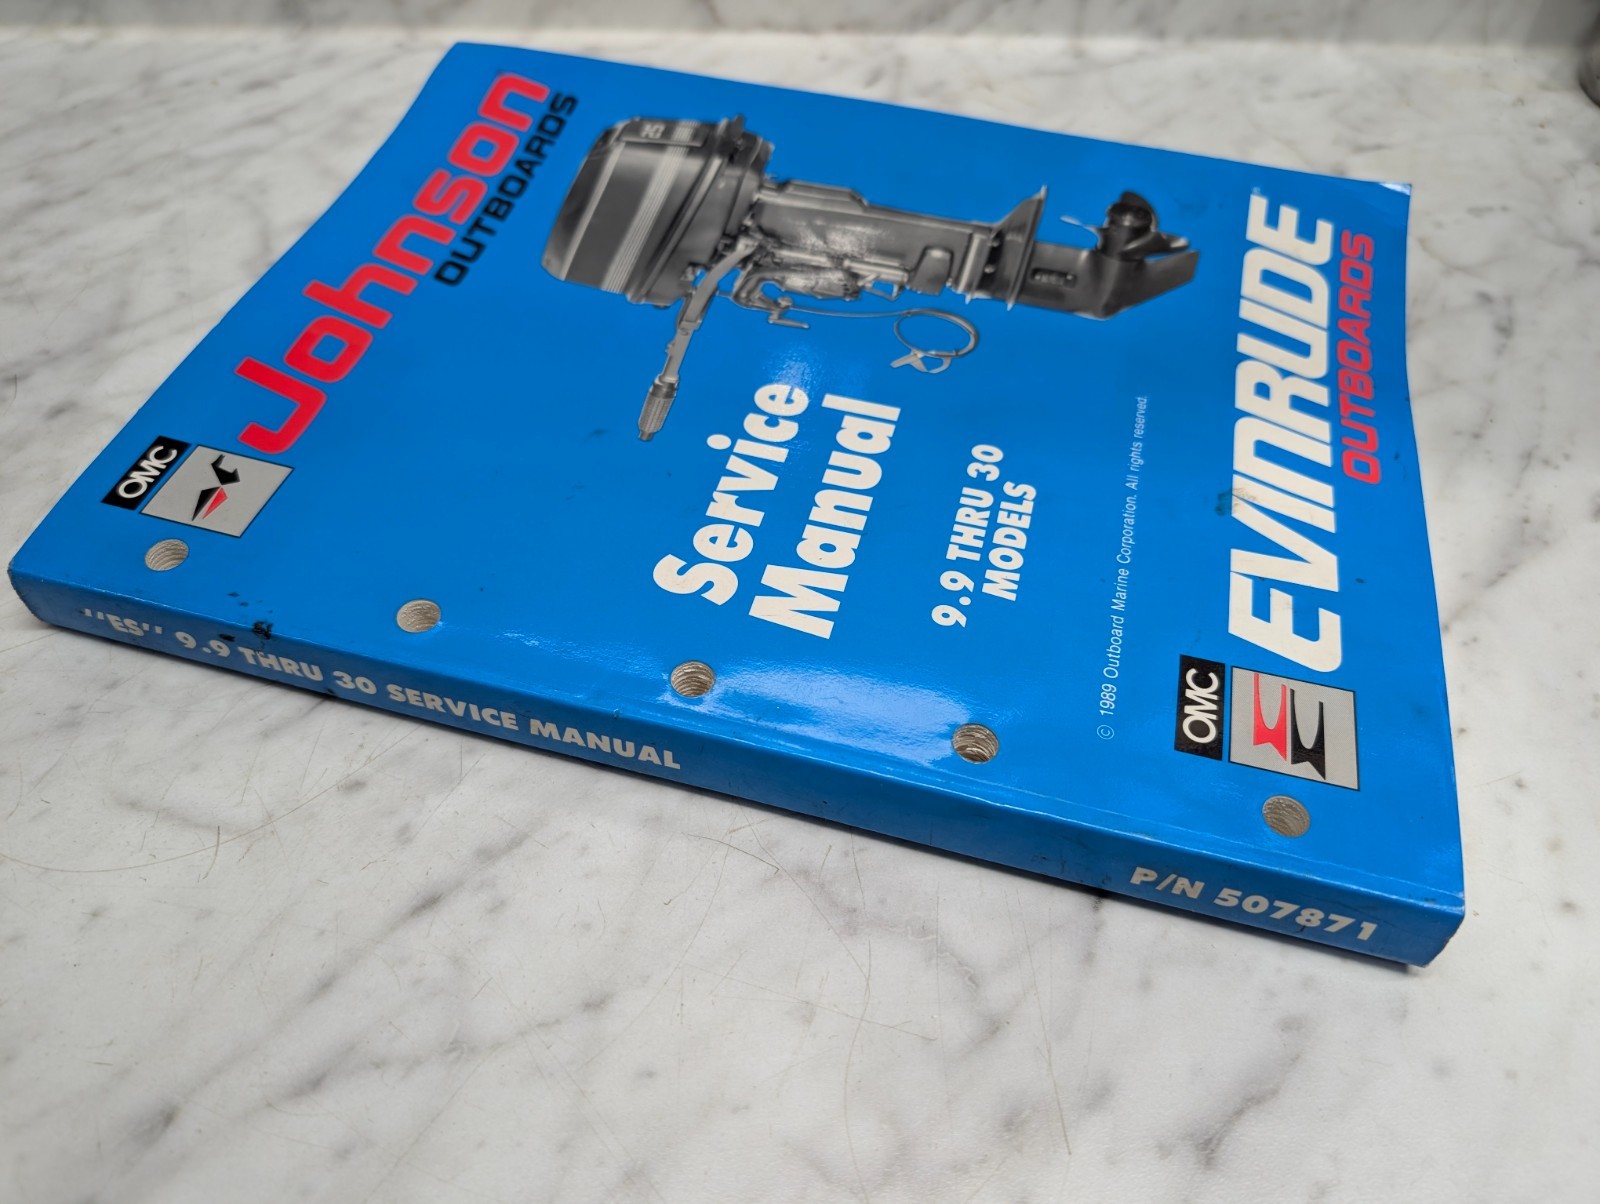 OMC
Johnson
OUTBOARDS
Service
Manual
9.9 THRU 30
MODELS
© 1989 Outboard Marine Corporation. All rights reserved.
OMC
EVINRUDE
OUTBOARDS
"ES" 9.9 THRU 30 SERVICE MANUAL
P/N 507871